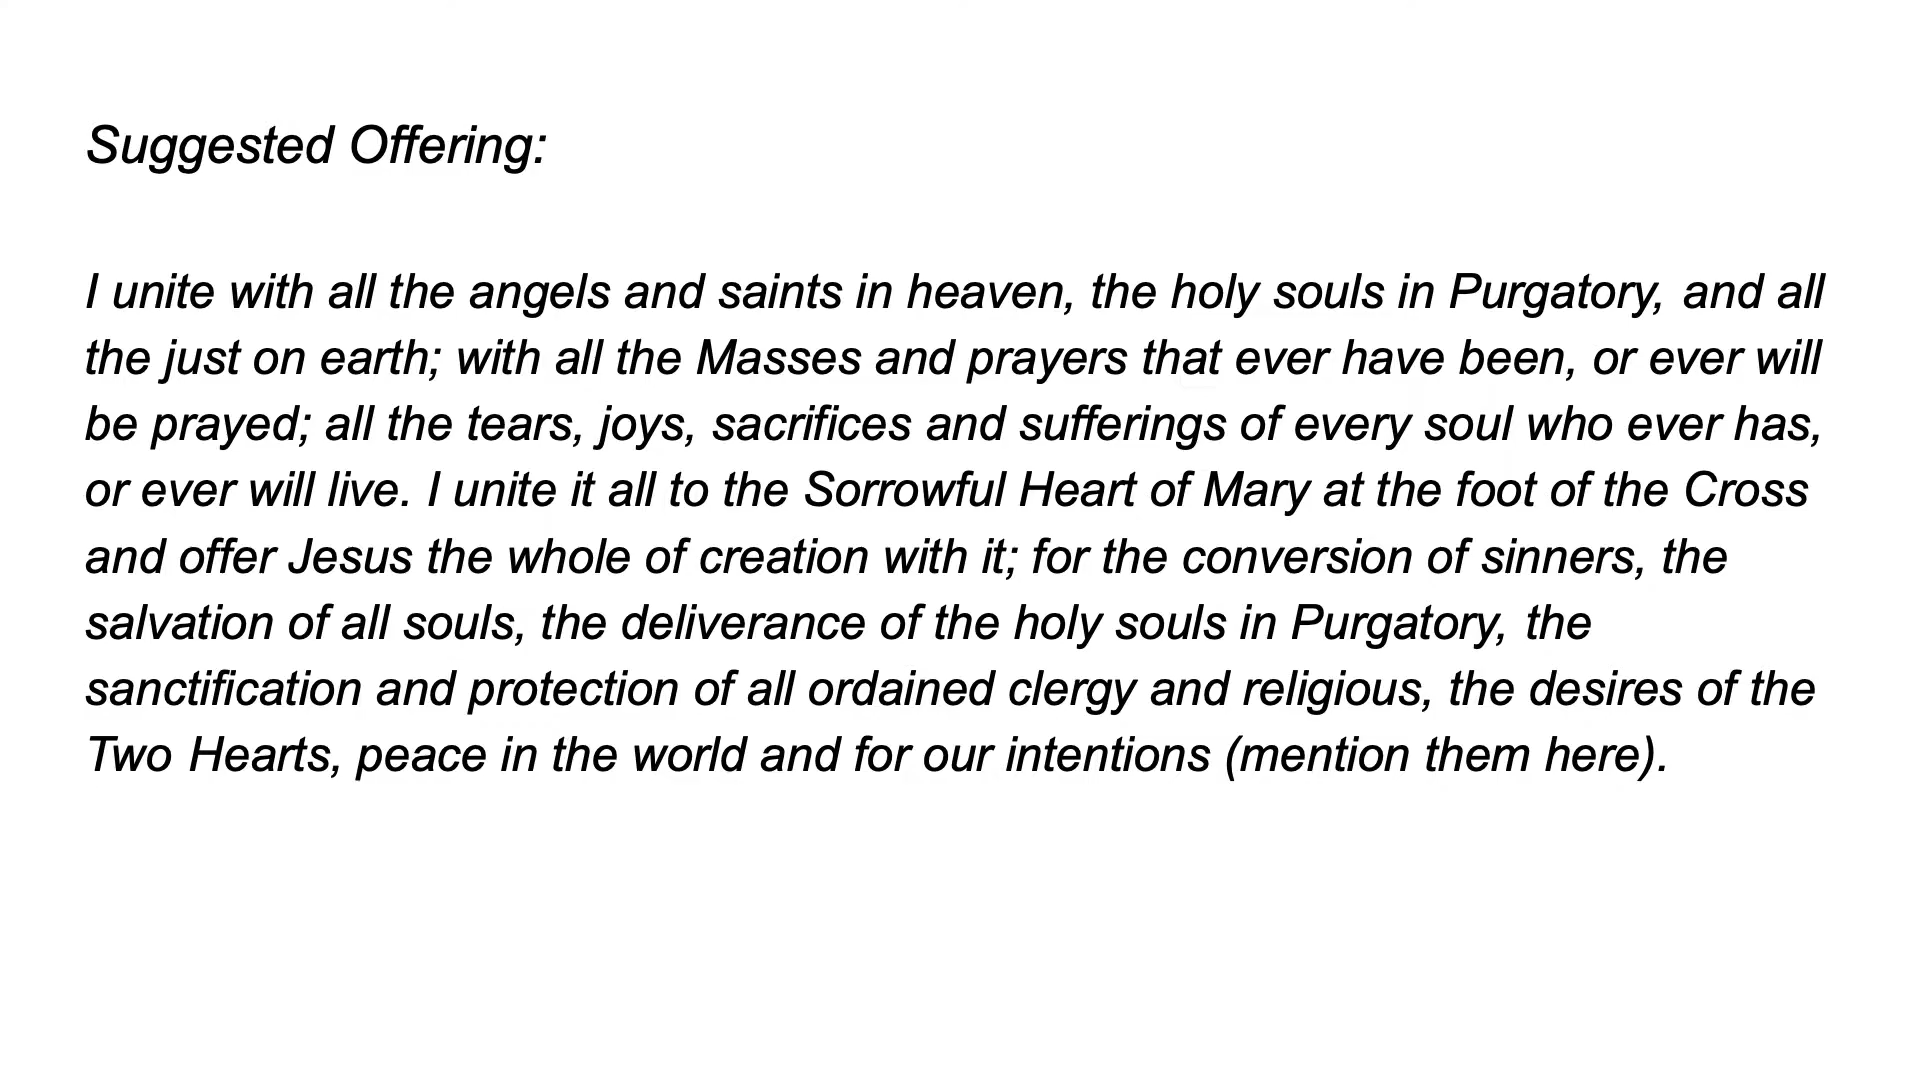 Suggested Offering:
I unite with all the angels and saints in heaven, the holy souls in Purgatory, and all
the just on earth; with all the Masses and prayers that ever have been, or ever will
be prayed; all the tears, joys, sacrifices and sufferings of every soul who ever has,
or ever will live. I unite it all to the Sorrowful Heart of Mary at the foot of the Cross
and offer Jesus the whole of creation with it; for the conversion of sinners, the
salvation of all souls, the deliverance of the holy souls in Purgatory, the
sanctification and protection of all ordained clergy and religious, the desires of the
Two Hearts, peace in the world and for our intentions (mention them here).